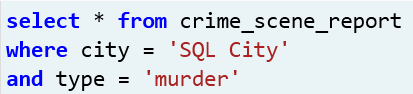 select * from crime_scene_report
where city = 'SQL City'
and type = 'murder'